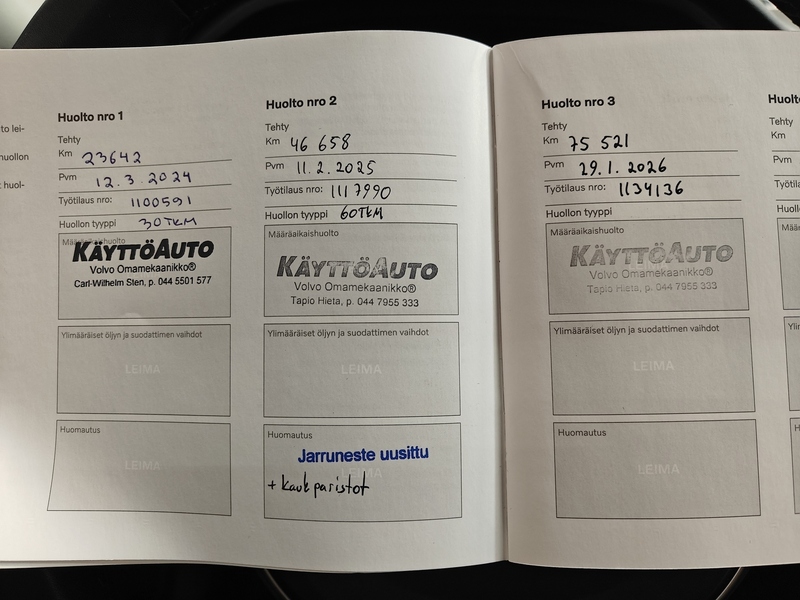 to lei-
huollon
huol-
Huolto nro 1
Tehty
Km 23642
Pvm 12.3.2024
Työtilaus nro: 1100591
Huollon tyyppi 30TKM
Määräaikaishuolto
KÄYTTÖAUTO
Volvo Omamekaanikko®
Carl-Wilhelm Sten, p. 044 5501 577
Ylimääräiset öljyn ja suodattimen vaihdot
LEIMA
Huomautus
LEIMA
Huolto nro 2
Tehty
Km 46 658
Pvm 11.2.2025
Työtilaus nro: 1117990
Huollon tyyppi 60TKM
Määräaikaishuolto
KÄYTTÖAUTO
Volvo Omamekaanikko®
Tapio Hieta, p. 044 7955 333
Ylimääräiset öljyn ja suodattimen vaihdot
LEIMA
Huomautus
Jarruneste uusittu
LEIMA
+ kauk paristot
Huolto nro 3
Tehty
Km 75 521
Pvm 29.1.2026
Työtilaus nro: 1134136
Huollon tyyppi
Määräaikaishuolto
KÄYTTÖAUTO
Volvo Omamekaanikko®
Tapio Hieta, p. 044 7955 333
Ylimääräiset öljyn ja suodattimen vaihdot
LEIMA
Huomautus
LEIMA
Huolto
Tehty
Km
Pvm